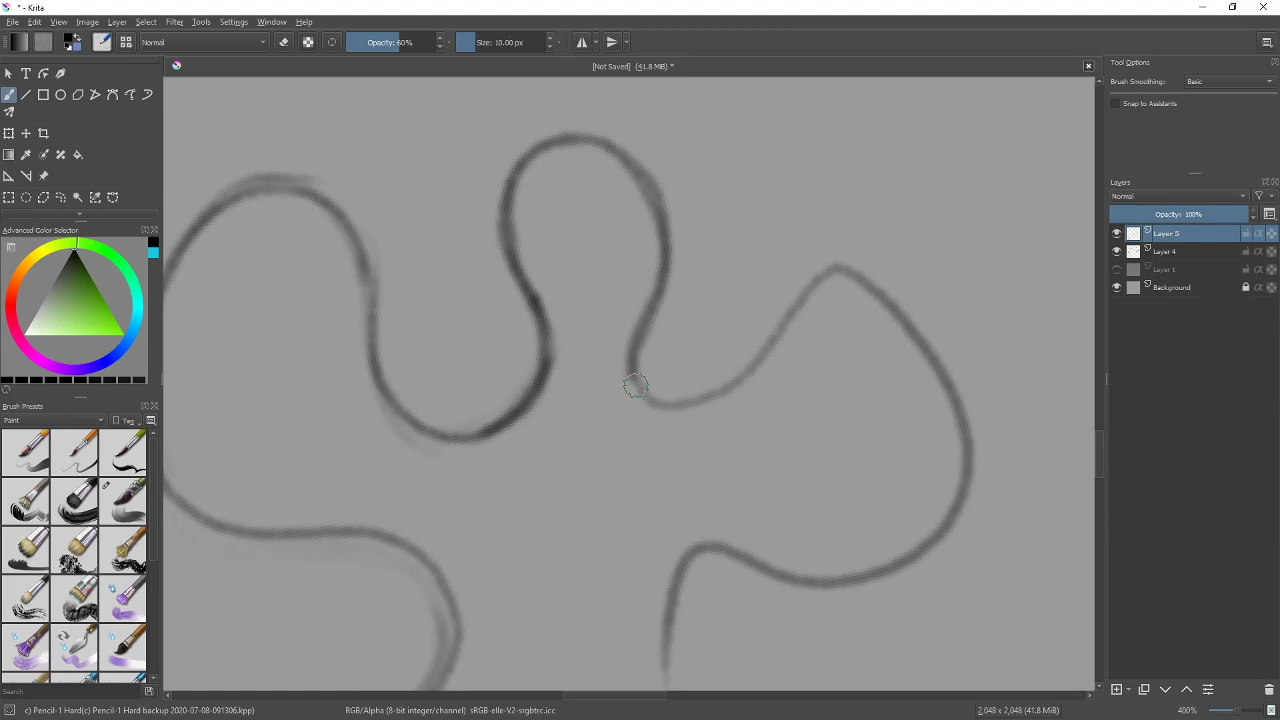 * - Krita
File Edit View Image Layer Select Filter Tools Settings Window Help
Normal Opacity: 60% Size: 10.00 px
[Not Saved] (41.8 MiB) *
Tool Options
Brush Smoothing: Basic
Snap to Assistants
Layers
Normal
Opacity: 100%
Layer 5
Layer 4
Layer 1
Background
Advanced Color Selector
Brush Presets
Paint Tag
Search
c) Pencil-1 Hard(c) Pencil-1 Hard backup 2020-07-08-091306.kpp) RGB/Alpha (8-bit integer/channel) sRGB-elle-V2-srgbtrc.icc 2,048 x 2,048 (41.8 MiB) 400%